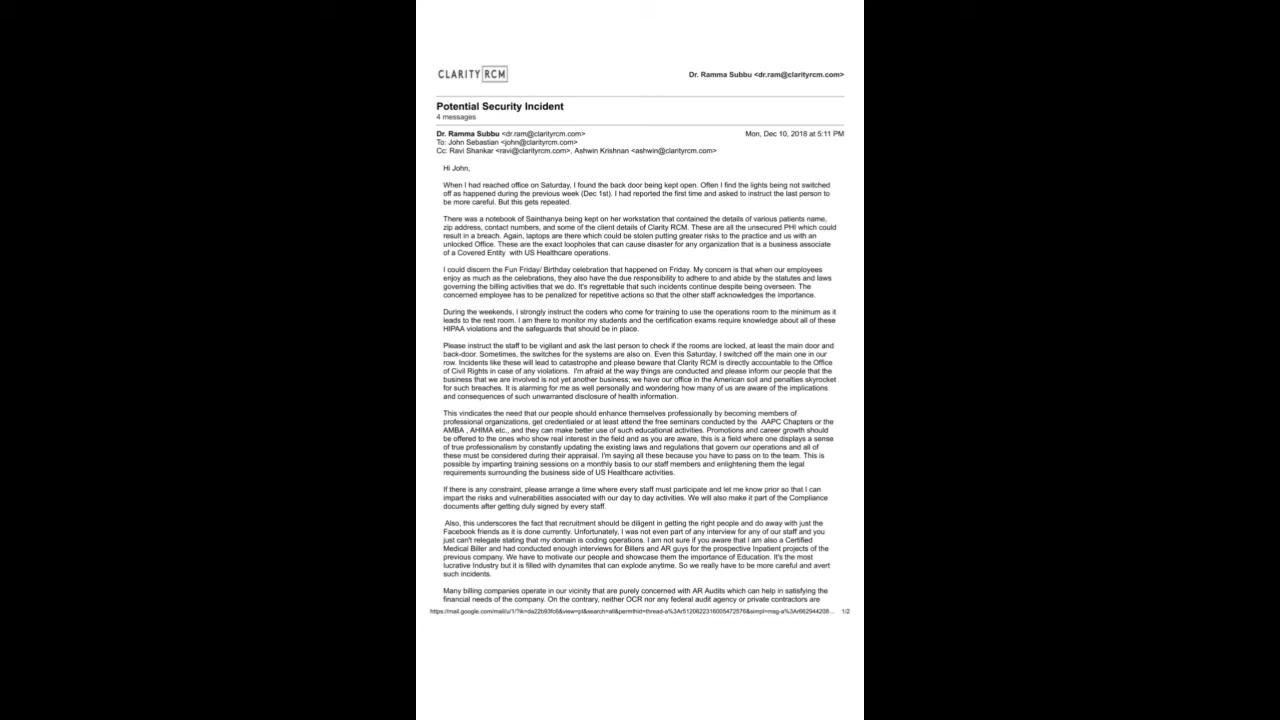 CLARITY RCM
Dr. Ramma Subbu <dr.ram@clarityrcm.com>
Potential Security Incident
4 messages
Dr. Ramma Subbu <dr.ram@clarityrcm.com>
Mon, Dec 10, 2018 at 5:11 PM
To: John Sebastian <john@clarityrcm.com>
Cc: Ravi Shankar <ravi@clarityrcm.com>, Ashwin Krishnan <ashwin@clarityrcm.com>
Hi John,
When I had reached office on Saturday, I found the back door being kept open. Often I find the lights being not switched
off as happened during the previous week (Dec 1st). I had reported the first time and asked to instruct the last person to
be more careful. But this gets repeated.
There was a notebook of Sainthanya being kept on her workstation that contained the details of various patients name,
zip address, contact numbers, and some of the client details of Clarity RCM. These are all the unsecured PHI which could
result in a breach. Again, laptops are there which could be stolen putting greater risks to the practice and us with an
unlocked Office. These are the exact loopholes that can cause disaster for any organization that is a business associate
of a Covered Entity with US Healthcare operations.
I could discern the Fun Friday/ Birthday celebration that happened on Friday. My concern is that when our employees
enjoy as much as the celebrations, they also have the due responsibility to adhere to and abide by the statutes and laws
governing the billing activities that we do. It's regrettable that such incidents continue despite being overseen. The
concerned employee has to be penalized for repetitive actions so that the other staff acknowledges the importance.
During the weekends, I strongly instruct the coders who come for training to use the operations room to the minimum as it
leads to the rest room. I am there to monitor my students and the certification exams require knowledge about all of these
HIPAA violations and the safeguards that should be in place.
Please instruct the staff to be vigilant and ask the last person to check if the rooms are locked, at least the main door and
back-door. Sometimes, the switches for the systems are also on. Even this Saturday, I switched off the main one in our
row. Incidents like these will lead to catastrophe and please beware that Clarity RCM is directly accountable to the Office
of Civil Rights in case of any violations. I'm afraid at the way things are conducted and please inform our people that the
business that we are involved is not yet another business; we have our office in the American soil and penalties skyrocket
for such breaches. It is alarming for me as well personally and wondering how many of us are aware of the implications
and consequences of such unwarranted disclosure of health information.
This vindicates the need that our people should enhance themselves professionally by becoming members of
professional organizations, get credentialed or at least attend the free seminars conducted by the AAPC Chapters or the
AMBA , AHIMA etc., and they can make better use of such educational activities. Promotions and career growth should
be offered to the ones who show real interest in the field and as you are aware, this is a field where one displays a sense
of true professionalism by constantly updating the existing laws and regulations that govern our operations and all of
these must be considered during their appraisal. I'm saying all these because you have to pass on to the team. This is
possible by imparting training sessions on a monthly basis to our staff members and enlightening them the legal
requirements surrounding the business side of US Healthcare activities.
If there is any constraint, please arrange a time where every staff must participate and let me know prior so that I can
impart the risks and vulnerabilities associated with our day to day activities. We will also make it part of the Compliance
documents after getting duly signed by every staff.
Also, this underscores the fact that recruitment should be diligent in getting the right people and do away with just the
Facebook friends as it is done currently. Unfortunately, I was not even part of any interview for any of our staff and you
just can't relegate stating that my domain is coding operations. I am not sure if you aware that I am also a Certified
Medical Biller and had conducted enough interviews for Billers and AR guys for the prospective Inpatient projects of the
previous company. We have to motivate our people and showcase them the importance of Education. It's the most
lucrative Industry but it is filled with dynamites that can explode anytime. So we really have to be more careful and avert
such incidents.
Many billing companies operate in our vicinity that are purely concerned with AR Audits which can help in satisfying the
financial needs of the company. On the contrary, neither OCR nor any federal audit agency or private contractors are
1/2